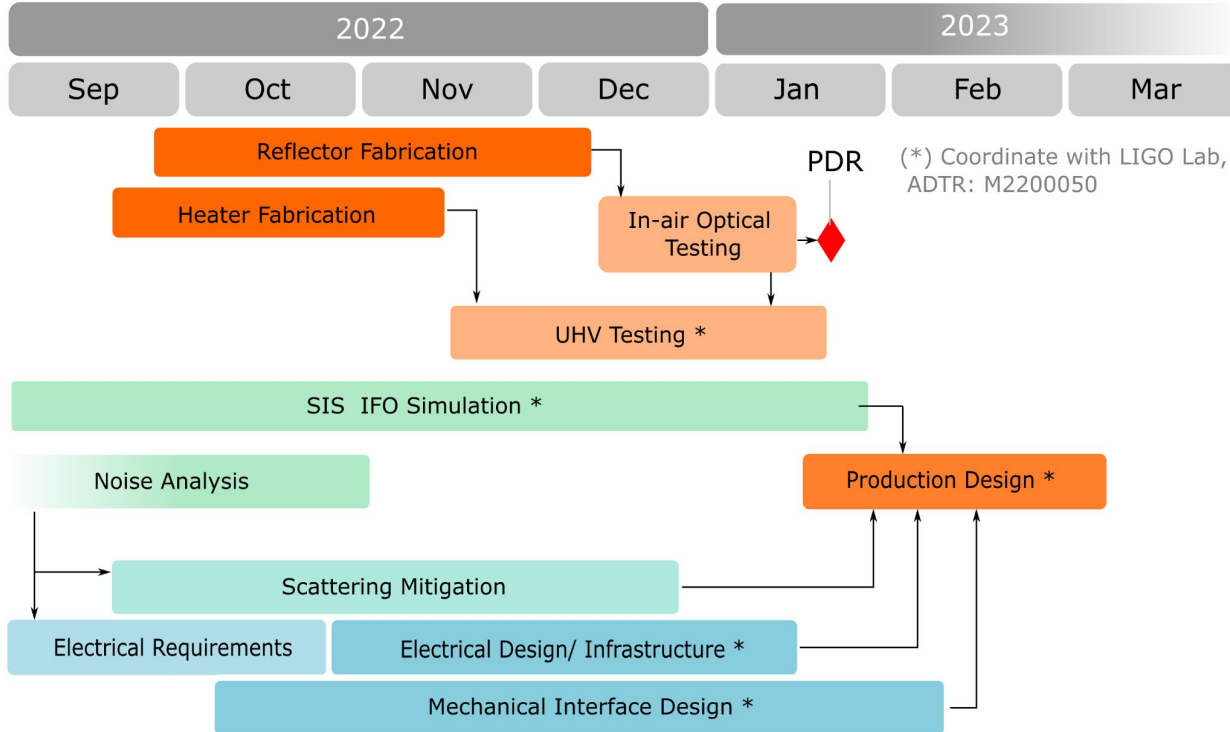 2022
2023
Sep
Oct
Nov
Dec
Jan
Feb
Mar
Reflector Fabrication
PDR
(*) Coordinate with LIGO Lab,
ADTR: M2200050
Heater Fabrication
In-air Optical
Testing
UHV Testing *
SIS IFO Simulation *
Noise Analysis
Production Design *
Scattering Mitigation
Electrical Requirements
Electrical Design/ Infrastructure *
Mechanical Interface Design *